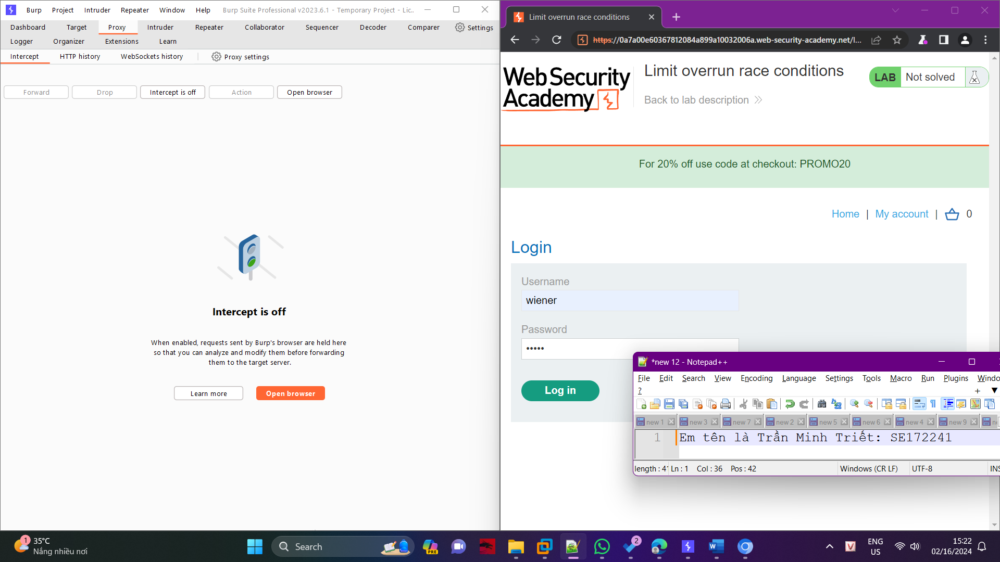 Burp Project Intruder Repeater Window Help Burp Suite Professional v2023.6.1 - Temporary Project - Lic..
Dashboard Target Proxy Intruder Repeater Collaborator Sequencer Decoder Comparer Settings
Logger Organizer Extensions Learn
Intercept HTTP history WebSockets history Proxy settings
Forward Drop Intercept is off Action Open browser
Intercept is off
When enabled, requests sent by Burp's browser are held here
so that you can analyze and modify them before forwarding
them to the target server.
Learn more Open browser
Limit overrun race conditions
https://0a7a00e60367812084a899a10032006a.web-security-academy.net/l...
Web Security
Academy
Limit overrun race conditions
Back to lab description
LAB Not solved
For 20% off use code at checkout: PROMO20
Home | My account | 0
Login
Username
wiener
Password
•••••
Log in
*new 12 - Notepad++
File Edit Search View Encoding Language Settings Tools Macro Run Plugins Windo
?
new 1 new 3 new 7 new 2 new 5 new 6 new 4 new 9 ne
1 Em tên là Trần Minh Triết: SE172241
length : 41 Ln : 1 Col : 36 Pos : 42 Windows (CR LF) UTF-8 INS
1 35°C
Nắng nhiều nơi
Search
PRE
2
V
ENG
US
15:22
02/16/2024